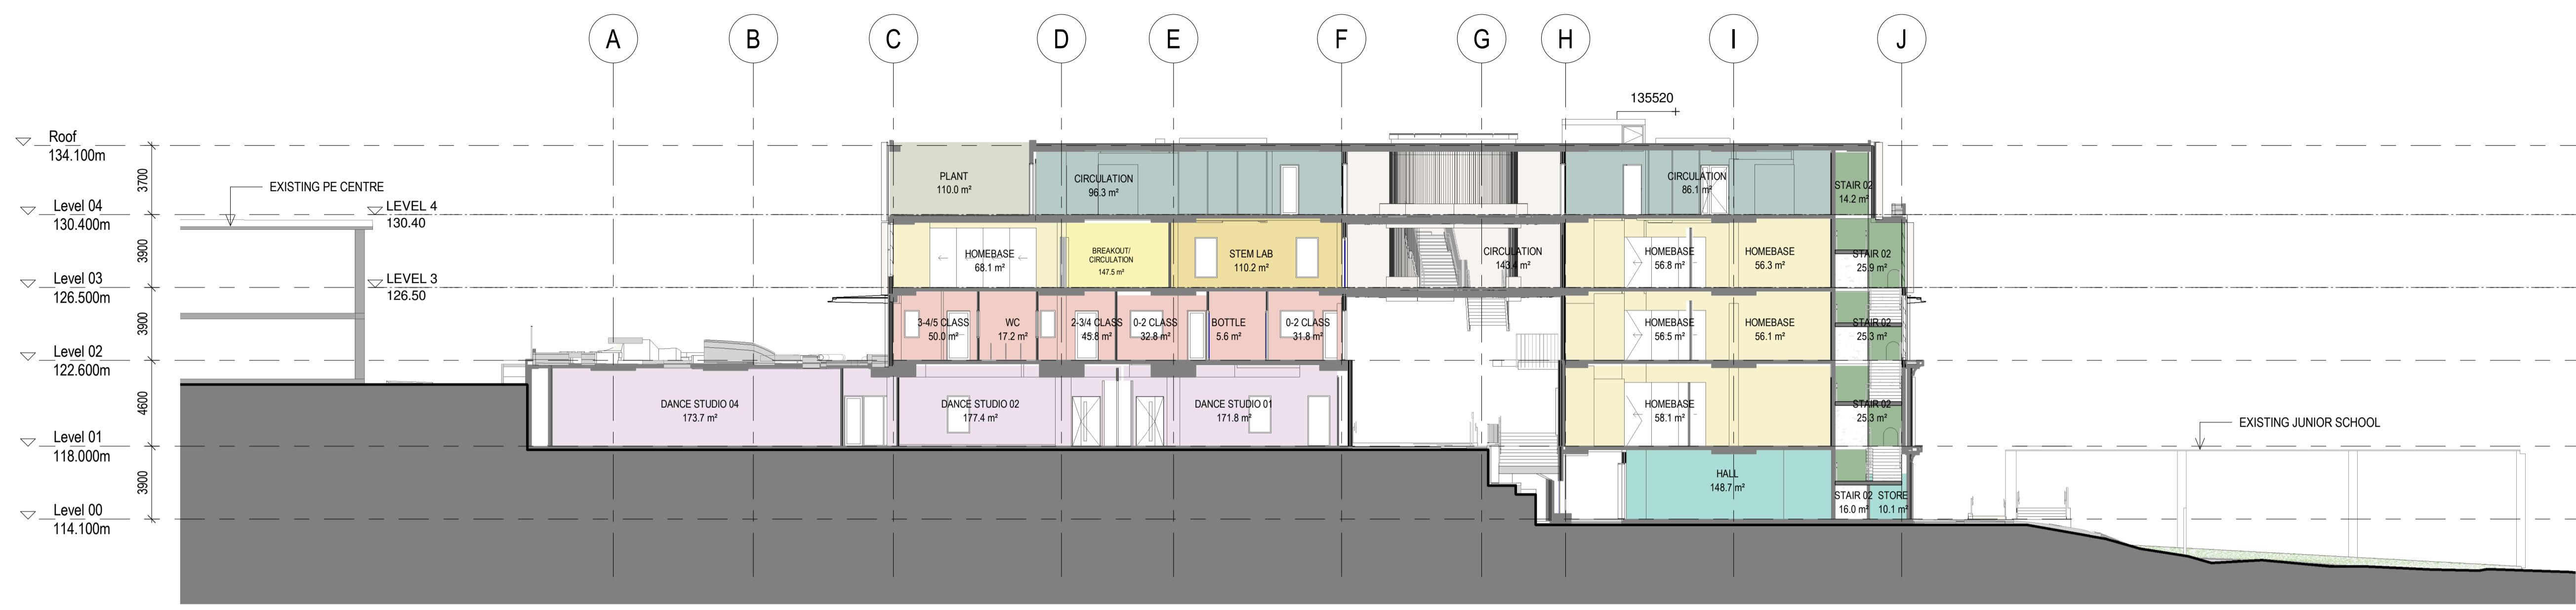 A
B
C
D
E
F
G
H
I
J
135520
Roof
134.100m
3700
EXISTING PE CENTRE
PLANT
110.0 m²
CIRCULATION
96.3 m²
CIRCULATION
86.1 m²
STAIR 02
14.2 m²
Level 04
130.400m
LEVEL 4
130.40
3900
HOMEBASE
68.1 m²
BREAKOUT/
CIRCULATION
147.5 m²
STEM LAB
110.2 m²
CIRCULATION
143.4 m²
HOMEBASE
56.8 m²
HOMEBASE
56.3 m²
STAIR 02
25.9 m²
Level 03
126.500m
LEVEL 3
126.50
3900
3-4/5 CLASS
50.0 m²
WC
17.2 m²
2-3/4 CLASS
45.8 m²
0-2 CLASS
32.8 m²
BOTTLE
5.6 m²
0-2 CLASS
31.8 m²
HOMEBASE
56.5 m²
HOMEBASE
56.1 m²
STAIR 02
25.3 m²
Level 02
122.600m
4600
DANCE STUDIO 04
173.7 m²
DANCE STUDIO 02
177.4 m²
DANCE STUDIO 01
171.8 m²
HOMEBASE
58.1 m²
STAIR 02
25.3 m²
EXISTING JUNIOR SCHOOL
Level 01
118.000m
3900
HALL
148.7 m²
STAIR 02
16.0 m²
STORE
10.1 m²
Level 00
114.100m